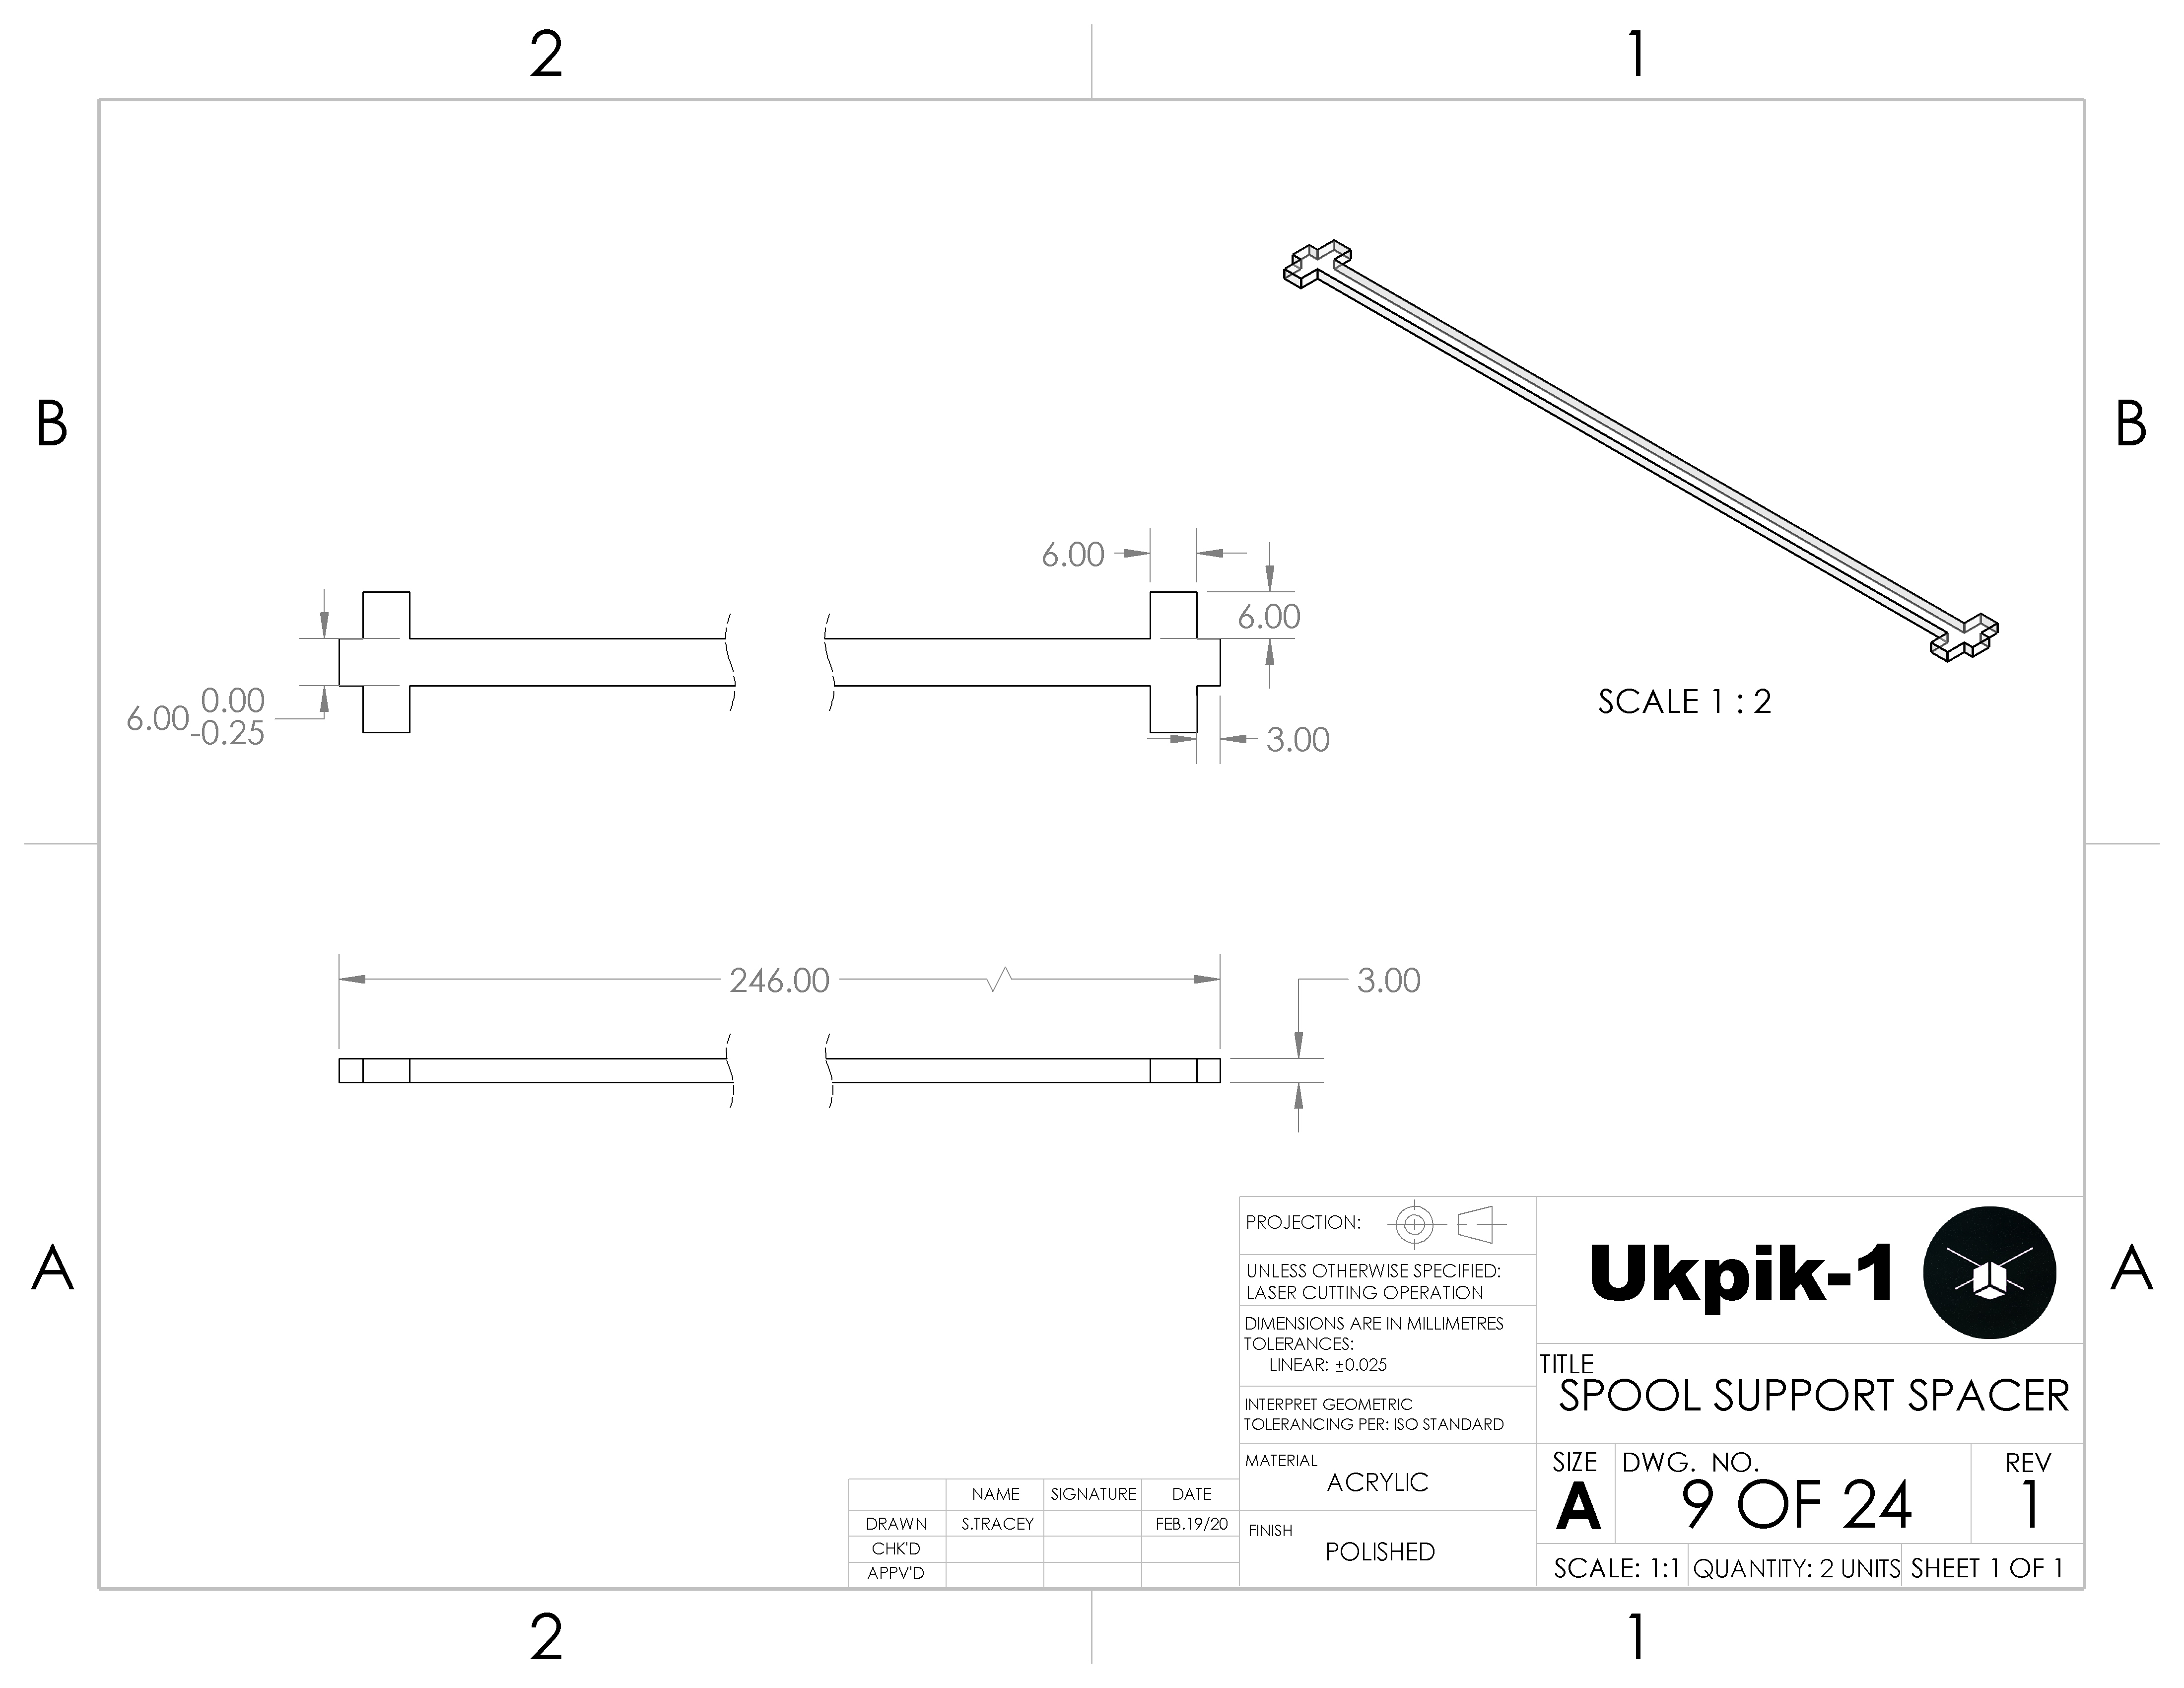 2
1
B
B
6.00
6.00
6.00 0.00
-0.25
3.00
SCALE 1 : 2
246.00
3.00
A
A
PROJECTION:
UNLESS OTHERWISE SPECIFIED:
LASER CUTTING OPERATION
DIMENSIONS ARE IN MILLIMETRES
TOLERANCES:
LINEAR: ±0.025
INTERPRET GEOMETRIC
TOLERANCING PER: ISO STANDARD
MATERIAL
ACRYLIC
FINISH
POLISHED
Ukpik-1
TITLE
SPOOL SUPPORT SPACER
SIZE
A
DWG. NO.
9 OF 24
REV
1
SCALE: 1:1
QUANTITY: 2 UNITS
SHEET 1 OF 1
NAME SIGNATURE DATE
DRAWN S.TRACEY FEB.19/20
CHK'D
APPV'D
2
1